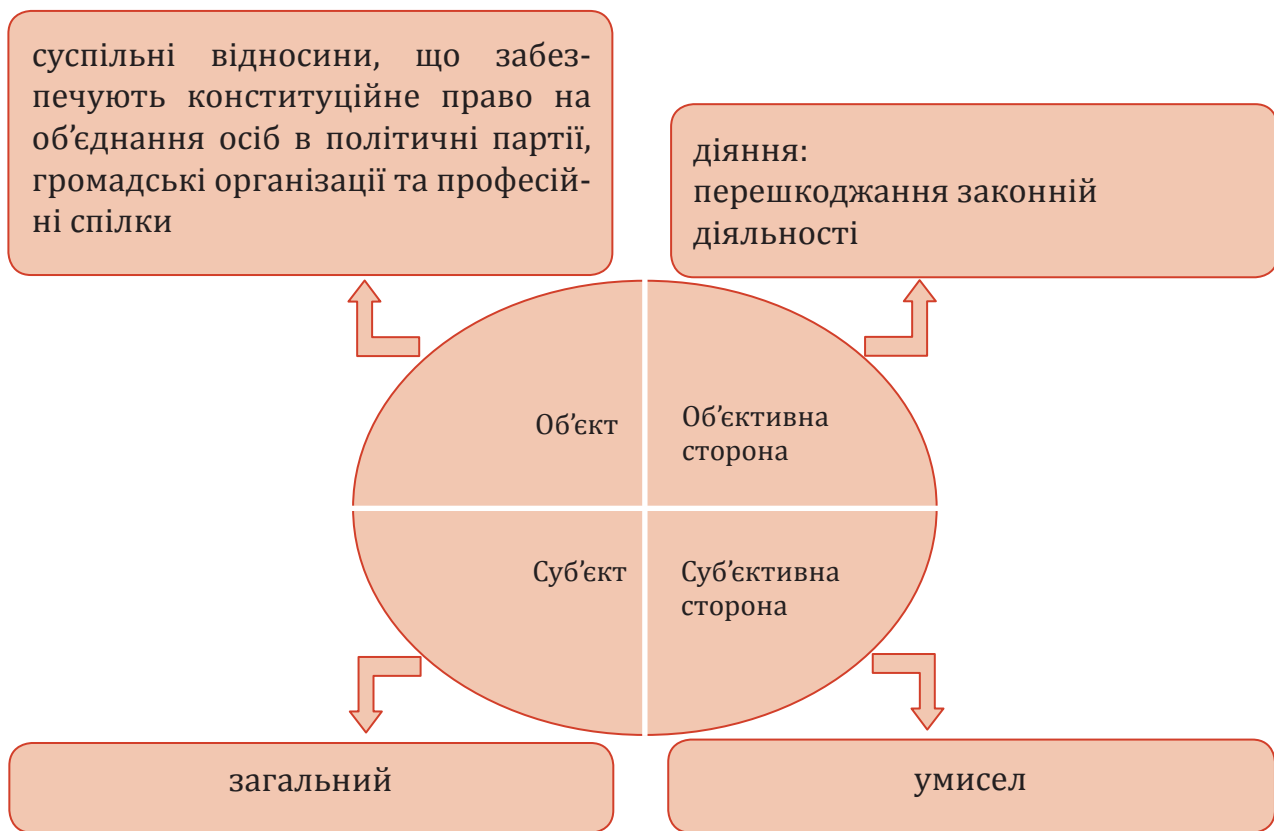 суспільні відносини, що забез-
печують конституційне право на
об’єднання осіб в політичні партії,
громадські організації та професій-
ні спілки
діяння:
перешкоджання законній
діяльності
Об’єкт
Об’єктивна
сторона
Суб’єкт
Суб’єктивна
сторона
загальний
умисел